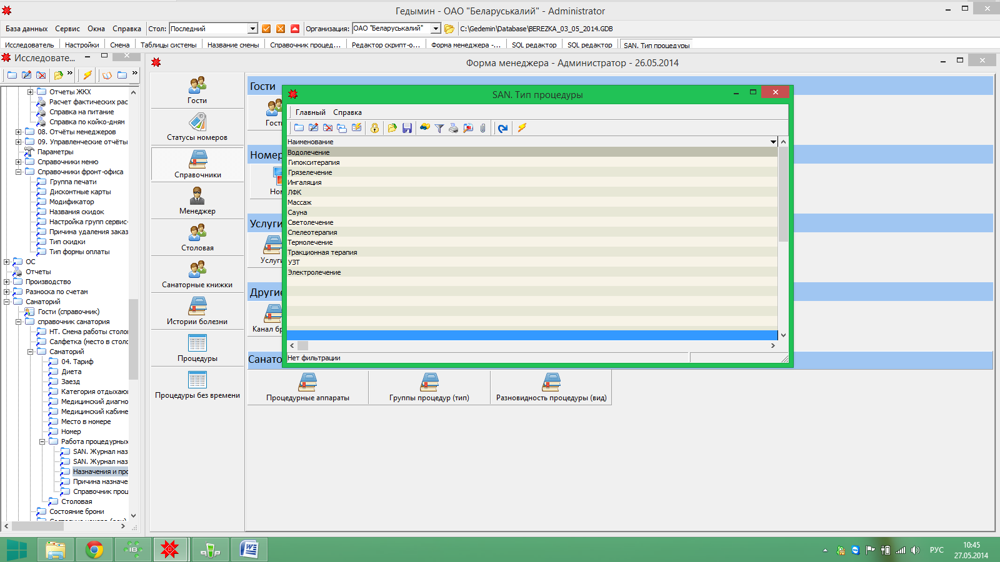 Гедымин - ОАО "Беларуськалий" - Administrator
База данных Сервис Окна Справка Стол: Последний Организация: ОАО "Беларуськалий" C:\Gedemin\Database\BEREZKA_03_05_2014.GDB
Исследователь Настройки Смена Таблицы системы Название смены Справочник процед... Редактор скрипт-о... Форма менеджера -... SQL редактор SQL редактор SAN. Тип процедуры
Исследовате...
Отчеты ЖКХ
Расчет фактических рас
Справка на питание
Справка по койко-дням
08. Отчёты менеджеров
09. Управленческие отчёты
Параметры
Справочники меню
Справочники фронт-офиса
Группа печати
Дисконтные карты
Модификатор
Названия скидок
Настройка групп сервис-
Причина удаления заказ
Тип скидки
Тип формы оплаты
ОС
Отчеты
Производство
Разноска по счетам
Санаторий
Гости (справочник)
справочник санатория
НТ. Смена работы столо
Салфетка (место в столо
Санаторий
04. Тариф
Диета
Заезд
Категория отдыхаю
Медицинский диагно
Медицинский кабине
Место в номере
Номер
Работа процедурных
SAN. Журнал наз
SAN. Журнал наз
Назначения и про
Причина назначе
Справочник проц
Столовая
Состояние брони
Форма менеджера - Администратор - 26.05.2014
Гости
Статусы номеров
Справочники
Менеджер
Столовая
Санаторные книжки
Истории болезни
Процедуры
Процедуры без времени
Гости
Гост
Номер
Ном
Услуги
Услуги
Другие
Канал бр
Санато
Процедурные аппараты Группы процедур (тип) Разновидность процедуры (вид)
SAN. Тип процедуры
Главный Справка
Наименование
Водолечение
Гипокситерапия
Грязелечение
Ингаляция
ЛФК
Массаж
Сауна
Светолечение
Спелеотерапия
Термолечение
Тракционная терапия
УЗТ
Электролечение
Нет фильтрации
РУС
10:45
27.05.2014